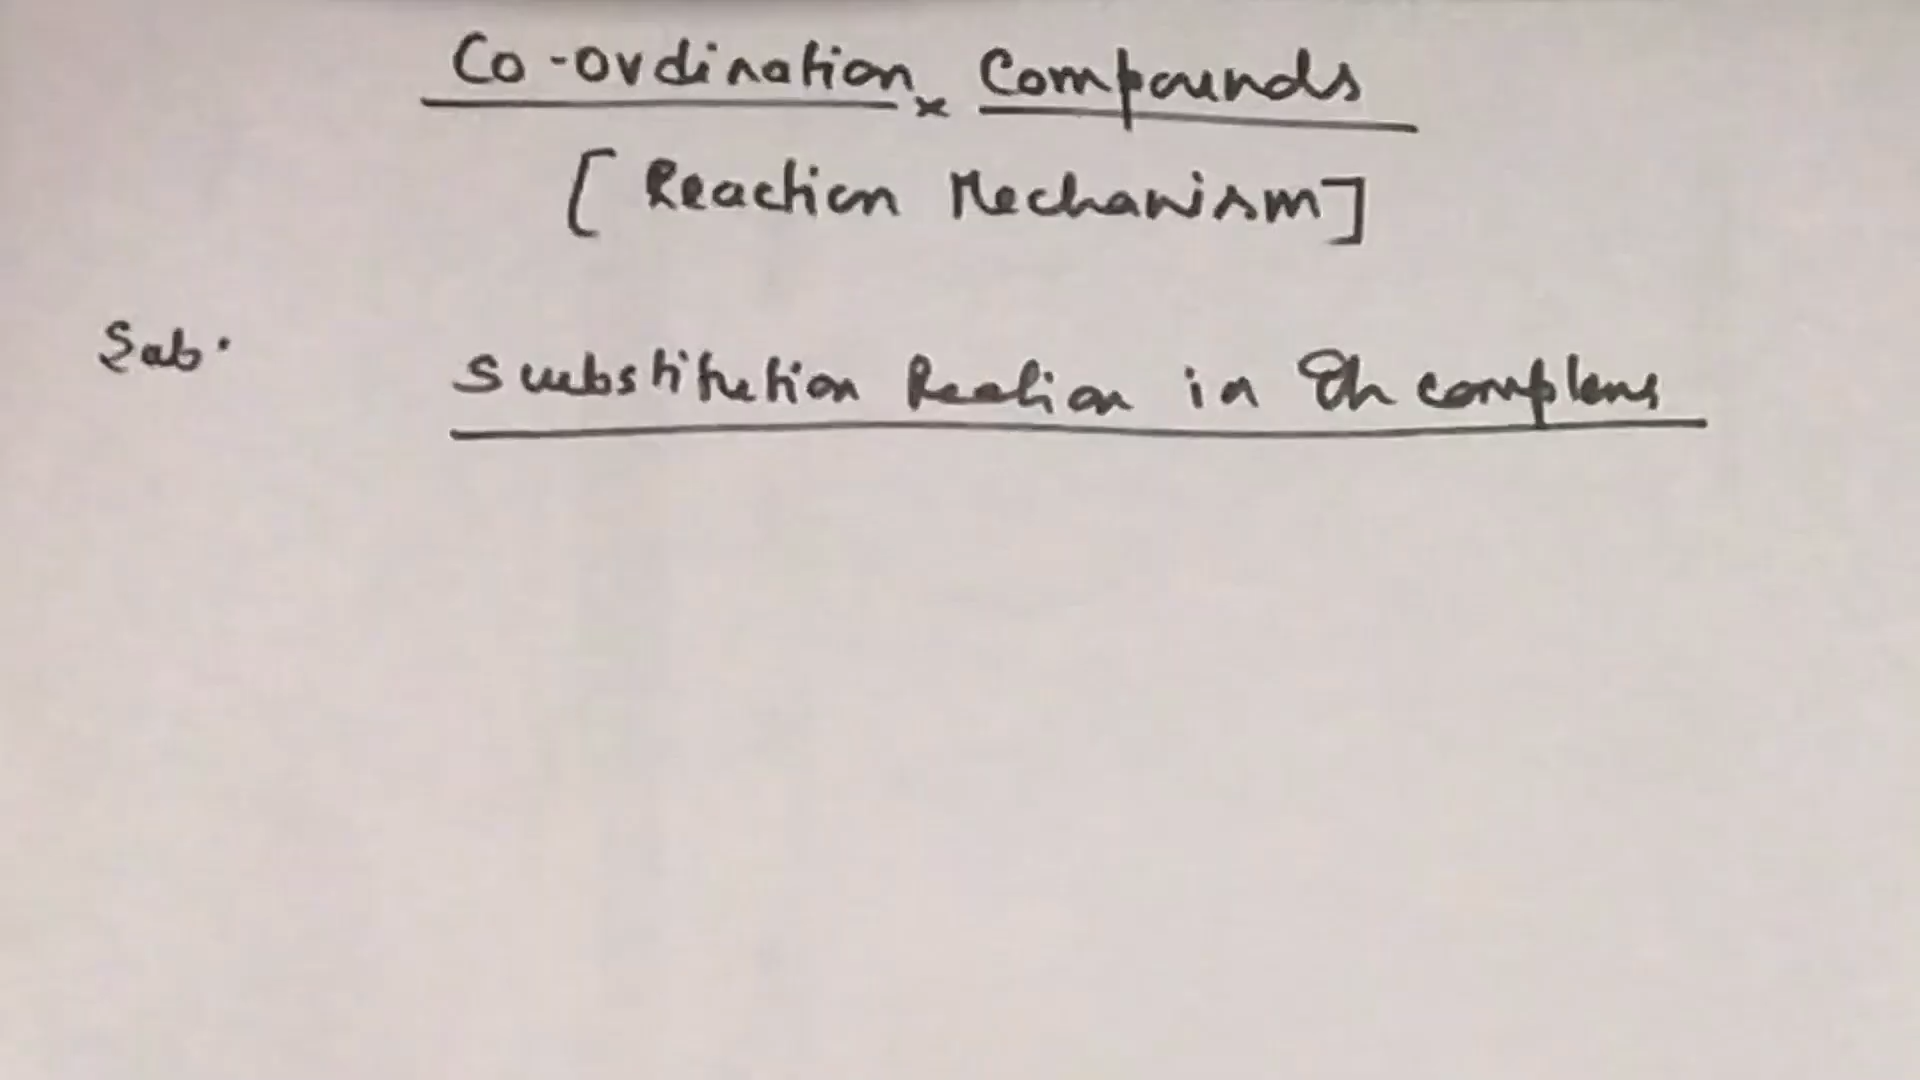 Co-ordination Compounds
[Reaction Mechanism]
Sub.
Substitution Reaction in Oh complexes